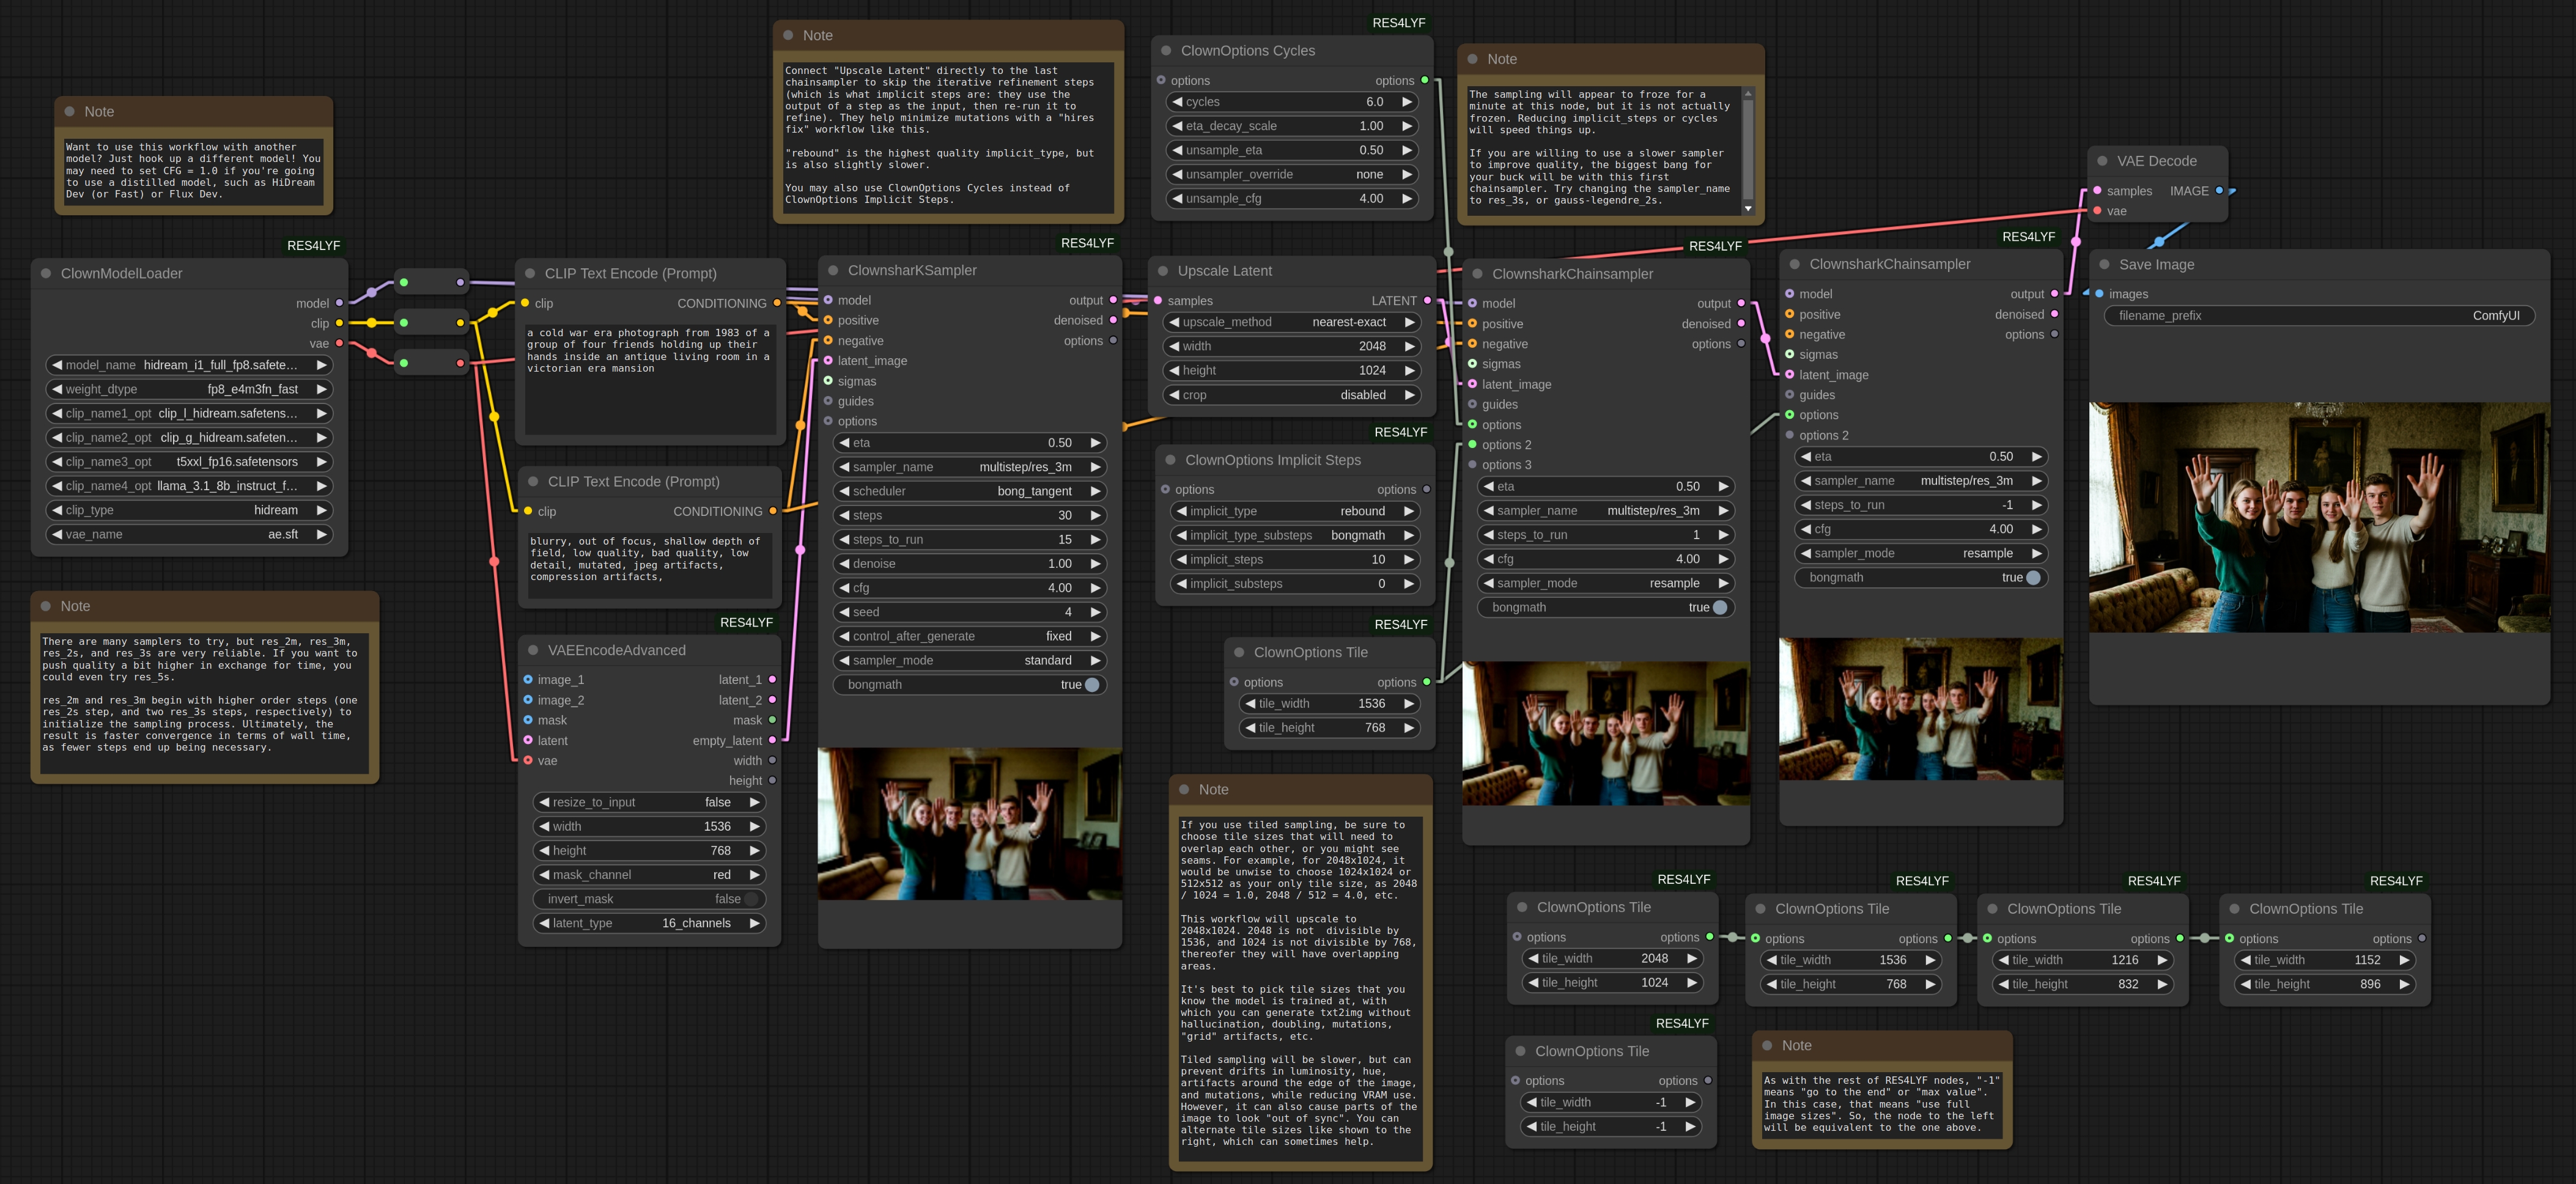 Note
Want to use this workflow with another
model? Just hook up a different model! You
may need to set CFG = 1.0 if you're going
to use a distilled model, such as HiDream
Dev (or Fast) or Flux Dev.
RES4LYF
ClownModelLoader
model
clip
vae
model_name hidream_i1_full_fp8.safete...
weight_dtype fp8_e4m3fn_fast
clip_name1_opt clip_l_hidream.safetens...
clip_name2_opt clip_g_hidream.safeten...
clip_name3_opt t5xxl_fp16.safetensors
clip_name4_opt llama_3.1_8b_instruct_f...
clip_type hidream
vae_name ae.sft
Note
There are many samplers to try, but res_2m, res_3m,
res_2s, and res_3s are very reliable. If you want to
push quality a bit higher in exchange for time, you
could even try res_5s.
res_2m and res_3m begin with higher order steps (one
res_2s step, and two res_3s steps, respectively) to
initialize the sampling process. Ultimately, the
result is faster convergence in terms of wall time,
as fewer steps end up being necessary.
CLIP Text Encode (Prompt)
clip CONDITIONING
a cold war era photograph from 1983 of a
group of four friends holding up their
hands inside an antique living room in a
victorian era mansion
CLIP Text Encode (Prompt)
clip CONDITIONING
blurry, out of focus, shallow depth of
field, low quality, bad quality, low
detail, mutated, jpeg artifacts,
compression artifacts,
RES4LYF
VAEEncodeAdvanced
image_1 latent_1
image_2 latent_2
mask mask
latent empty_latent
vae width
height
resize_to_input false
width 1536
height 768
mask_channel red
invert_mask false
latent_type 16_channels
Note
Connect "Upscale Latent" directly to the last
chainsampler to skip the iterative refinement steps
(which is what implicit steps are: they use the
output of a step as the input, then re-run it to
refine). They help minimize mutations with a "hires
fix" workflow like this.
"rebound" is the highest quality implicit_type, but
is also slightly slower.
You may also use ClownOptions Cycles instead of
ClownOptions Implicit Steps.
RES4LYF
ClownsharKSampler
model output
positive denoised
negative options
latent_image
sigmas
guides
options
eta 0.50
sampler_name multistep/res_3m
scheduler bong_tangent
steps 30
steps_to_run 15
denoise 1.00
cfg 4.00
seed 4
control_after_generate fixed
sampler_mode standard
bongmath true
RES4LYF
ClownOptions Cycles
options options
cycles 6.0
eta_decay_scale 1.00
unsample_eta 0.50
unsampler_override none
unsample_cfg 4.00
Upscale Latent
samples LATENT
upscale_method nearest-exact
width 2048
height 1024
crop disabled
RES4LYF
ClownOptions Implicit Steps
options options
implicit_type rebound
implicit_type_substeps bongmath
implicit_steps 10
implicit_substeps 0
RES4LYF
ClownOptions Tile
options options
tile_width 1536
tile_height 768
Note
If you use tiled sampling, be sure to
choose tile sizes that will need to
overlap each other, or you might see
seams. For example, for 2048x1024, it
would be unwise to choose 1024x1024 or
512x512 as your only tile size, as 2048
/ 1024 = 1.0, 2048 / 512 = 4.0, etc.
This workflow will upscale to
2048x1024. 2048 is not  divisible by
1536, and 1024 is not divisible by 768,
thereofer they will have overlapping
areas.
It's best to pick tile sizes that you
know the model is trained at, with
which you can generate txt2img without
hallucination, doubling, mutations,
"grid" artifacts, etc.
Tiled sampling will be slower, but can
prevent drifts in luminosity, hue,
artifacts around the edge of the image,
and mutations, while reducing VRAM use.
However, it can also cause parts of the
image to look "out of sync". You can
alternate tile sizes like shown to the
right, which can sometimes help.
Note
The sampling will appear to froze for a
minute at this node, but it is not actually
frozen. Reducing implicit_steps or cycles
will speed things up.
If you are willing to use a slower sampler
to improve quality, the biggest bang for
your buck will be with this first
chainsampler. Try changing the sampler_name
to res_3s, or gauss-legendre_2s.
RES4LYF
ClownsharkChainsampler
model output
positive denoised
negative options
sigmas
latent_image
guides
options
options 2
options 3
eta 0.50
sampler_name multistep/res_3m
steps_to_run 1
cfg 4.00
sampler_mode resample
bongmath true
RES4LYF
ClownsharkChainsampler
model output
positive denoised
negative options
sigmas
latent_image
guides
options
options 2
eta 0.50
sampler_name multistep/res_3m
steps_to_run -1
cfg 4.00
sampler_mode resample
bongmath true
VAE Decode
samples IMAGE
vae
Save Image
images
filename_prefix ComfyUI
RES4LYF
ClownOptions Tile
options options
tile_width 2048
tile_height 1024
RES4LYF
ClownOptions Tile
options options
tile_width 1536
tile_height 768
RES4LYF
ClownOptions Tile
options options
tile_width 1216
tile_height 832
RES4LYF
ClownOptions Tile
options options
tile_width 1152
tile_height 896
RES4LYF
ClownOptions Tile
options options
tile_width -1
tile_height -1
Note
As with the rest of RES4LYF nodes, "-1"
means "go to the end" or "max value".
In this case, that means "use full
image sizes". So, the node to the left
will be equivalent to the one above.